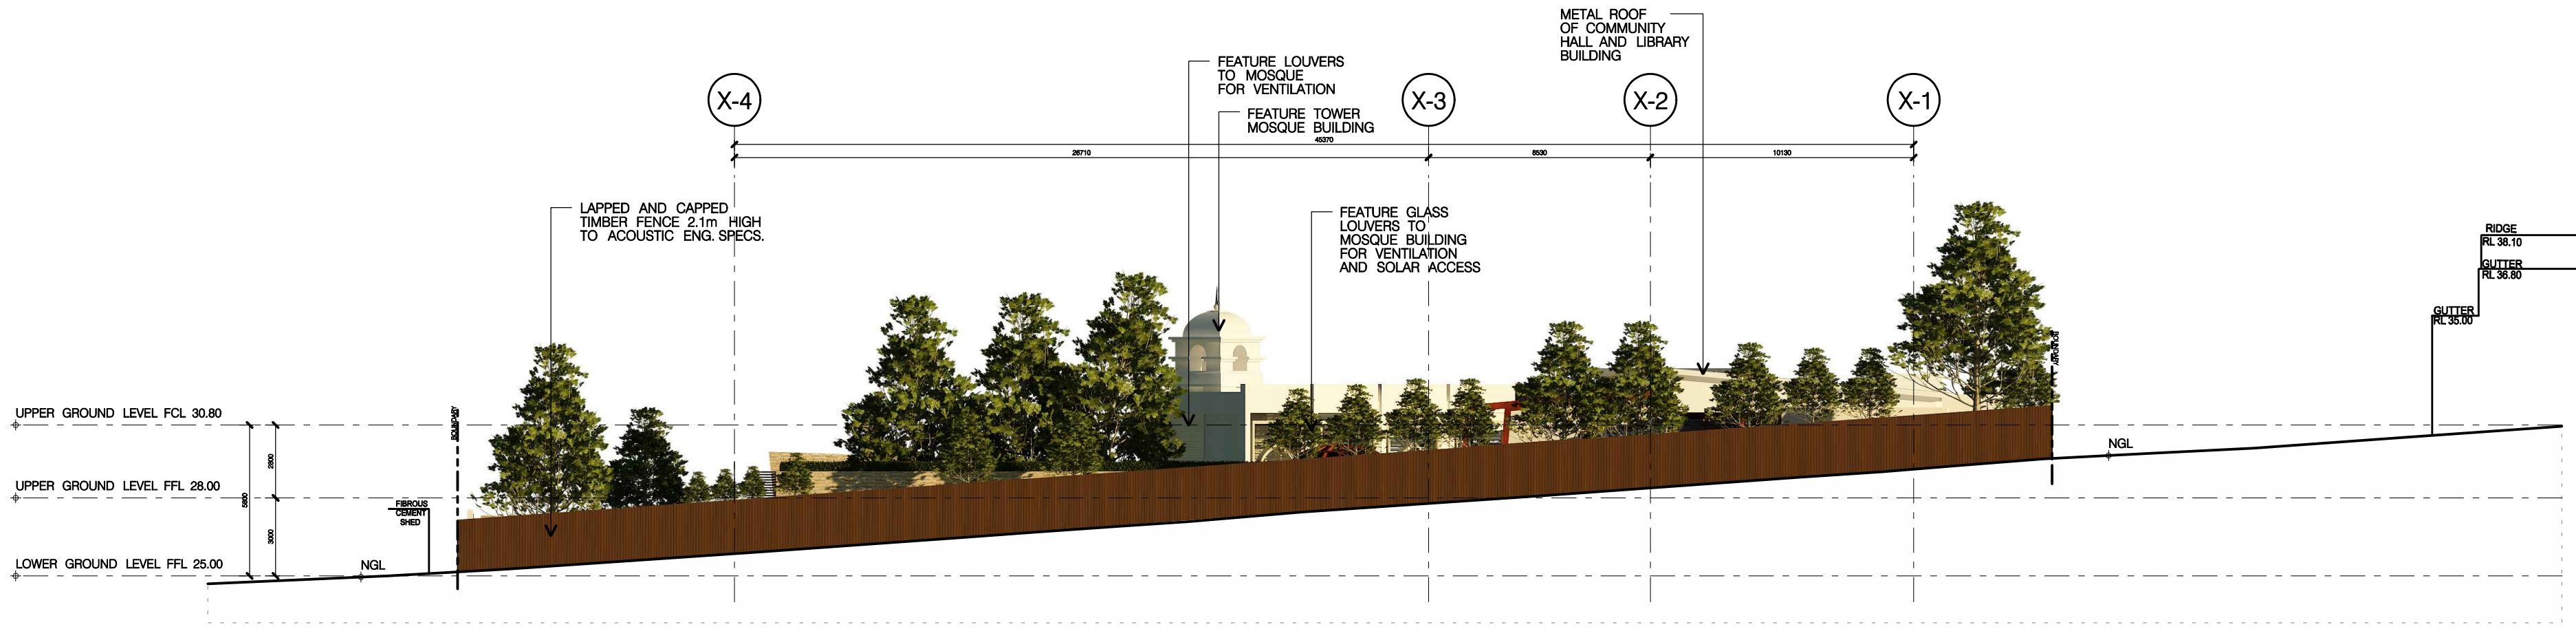 METAL ROOF
OF COMMUNITY
HALL AND LIBRARY
BUILDING
FEATURE LOUVERS
TO MOSQUE
FOR VENTILATION
X-4
X-3
X-2
X-1
FEATURE TOWER
MOSQUE BUILDING
45370
26710
8530
10130
LAPPED AND CAPPED
TIMBER FENCE 2.1m HIGH
TO ACOUSTIC ENG. SPECS.
FEATURE GLASS
LOUVERS TO
MOSQUE BUILDING
FOR VENTILATION
AND SOLAR ACCESS
RIDGE
RL 38.10
GUTTER
RL 36.80
GUTTER
RL 35.00
BOUNDARY
UPPER GROUND LEVEL FCL 30.80
BOUNDARY
NGL
2800
UPPER GROUND LEVEL FFL 28.00
5800
FIBROUS
CEMENT
SHED
3000
LOWER GROUND LEVEL FFL 25.00
NGL